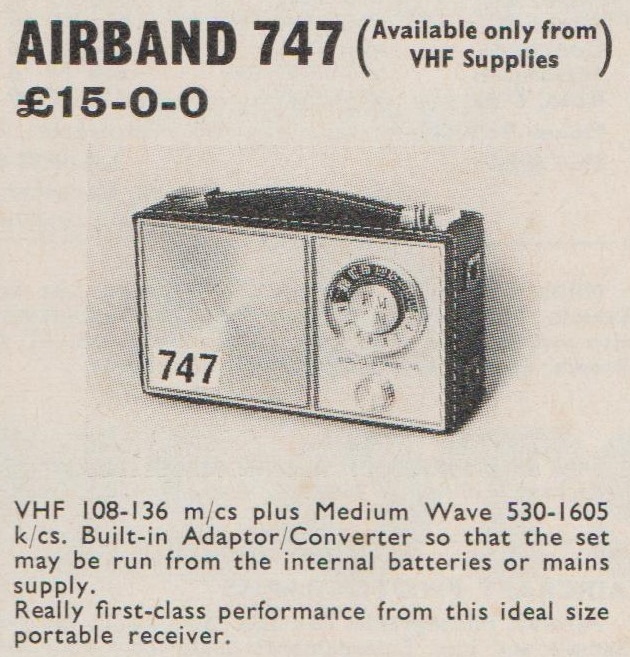 AIRBAND 747 (Available only from
VHF Supplies)
£15-0-0
747
VHF 108-136 m/cs plus Medium Wave 530-1605
k/cs. Built-in Adaptor/Converter so that the set
may be run from the internal batteries or mains
supply.
Really first-class performance from this ideal size
portable receiver.